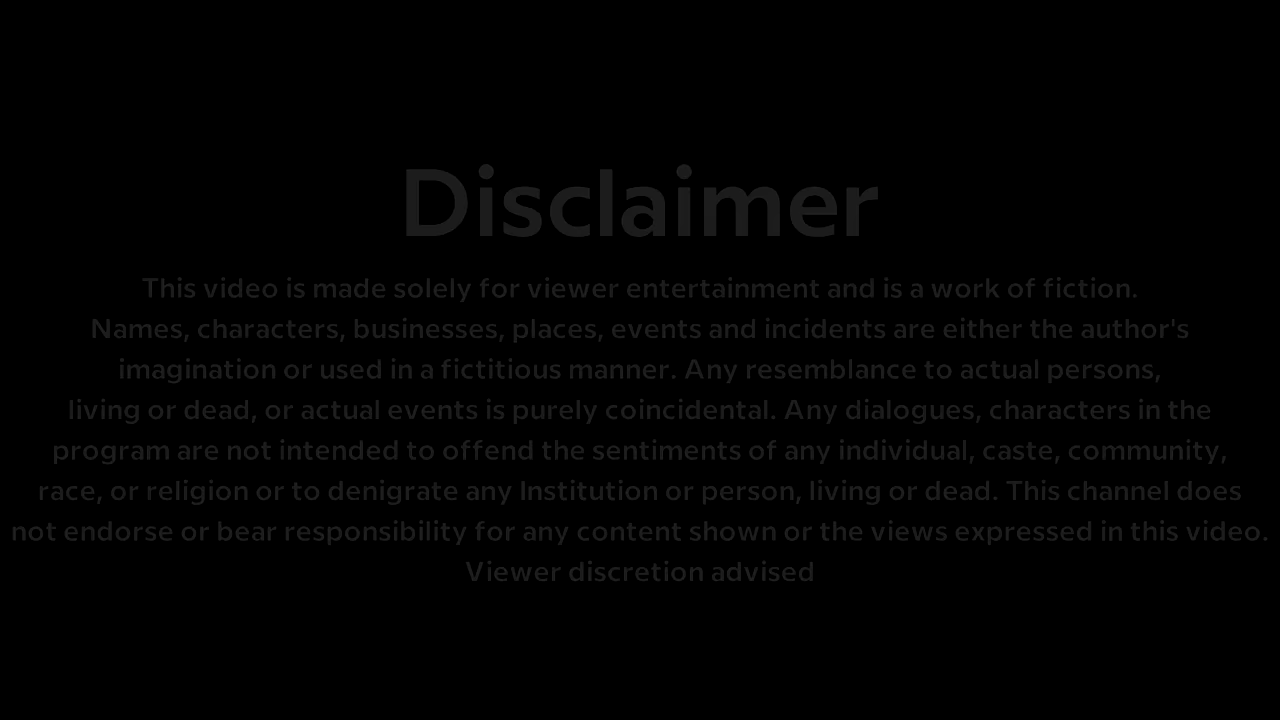 Disclaimer
This video is made solely for viewer entertainment and is a work of fiction.
Names, characters, businesses, places, events and incidents are either the author's
imagination or used in a fictitious manner. Any resemblance to actual persons,
living or dead, or actual events is purely coincidental. Any dialogues, characters in the
program are not intended to offend the sentiments of any individual, caste, community,
race, or religion or to denigrate any Institution or person, living or dead. This channel does
not endorse or bear responsibility for any content shown or the views expressed in this video.
Viewer discretion advised